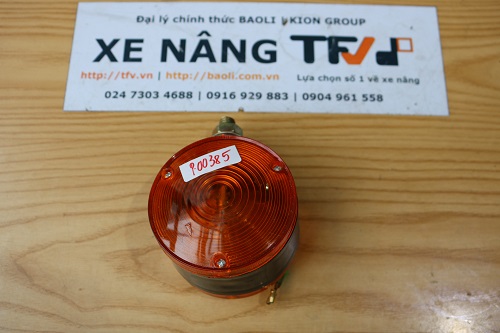 Đại lý chính thức BAOLI - KION GROUP
XE NÂNG TFV
http://tfv.vn | http://baoli.com.vn
Lựa chọn số 1 về xe nâng
024 7303 4688 | 0916 929 883 | 0904 961 558
P00385